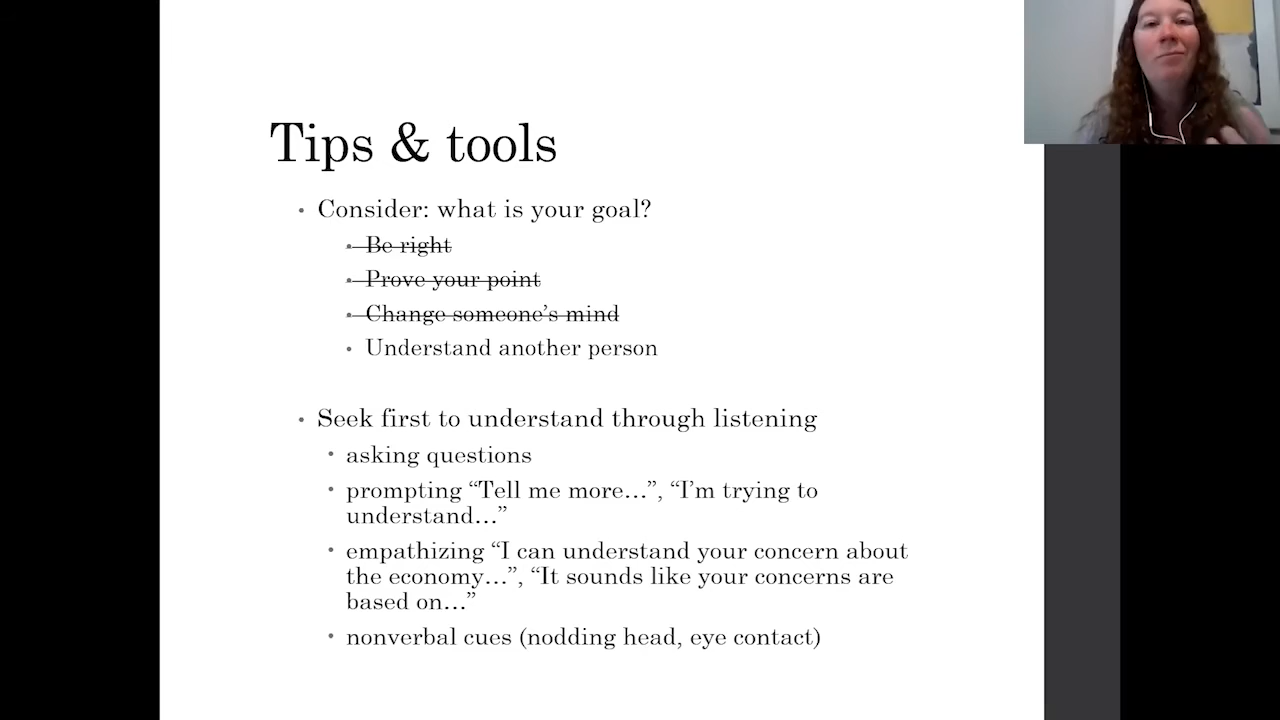 Tips & tools
• Consider: what is your goal?
• Be right
• Prove your point
• Change someone’s mind
• Understand another person
• Seek first to understand through listening
• asking questions
• prompting “Tell me more…”, “I’m trying to
understand…”
• empathizing “I can understand your concern about
the economy…”, “It sounds like your concerns are
based on…”
• nonverbal cues (nodding head, eye contact)